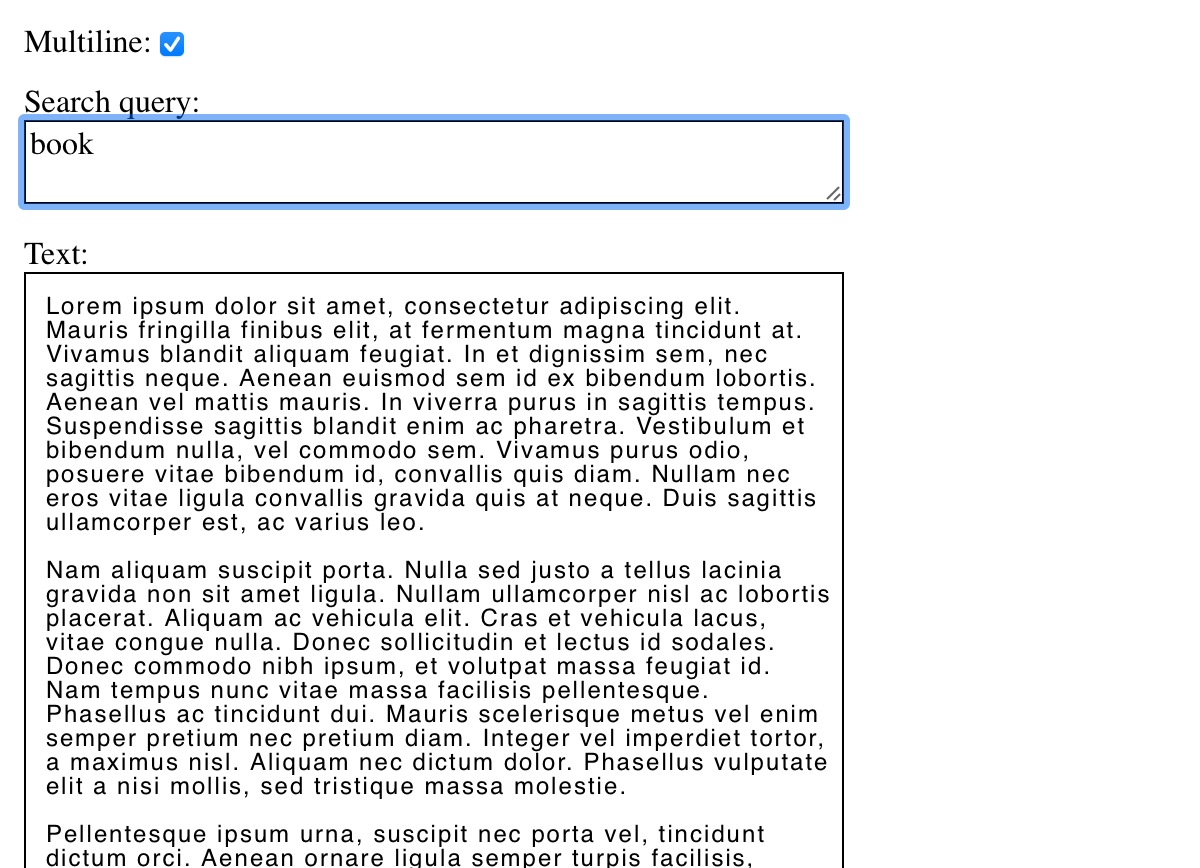 Multiline:
Search query:
book
Text:
Lorem ipsum dolor sit amet, consectetur adipiscing elit.
Mauris fringilla finibus elit, at fermentum magna tincidunt at.
Vivamus blandit aliquam feugiat. In et dignissim sem, nec
sagittis neque. Aenean euismod sem id ex bibendum lobortis.
Aenean vel mattis mauris. In viverra purus in sagittis tempus.
Suspendisse sagittis blandit enim ac pharetra. Vestibulum et
bibendum nulla, vel commodo sem. Vivamus purus odio,
posuere vitae bibendum id, convallis quis diam. Nullam nec
eros vitae ligula convallis gravida quis at neque. Duis sagittis
ullamcorper est, ac varius leo.
Nam aliquam suscipit porta. Nulla sed justo a tellus lacinia
gravida non sit amet ligula. Nullam ullamcorper nisl ac lobortis
placerat. Aliquam ac vehicula elit. Cras et vehicula lacus,
vitae congue nulla. Donec sollicitudin et lectus id sodales.
Donec commodo nibh ipsum, et volutpat massa feugiat id.
Nam tempus nunc vitae massa facilisis pellentesque.
Phasellus ac tincidunt dui. Mauris scelerisque metus vel enim
semper pretium nec pretium diam. Integer vel imperdiet tortor,
a maximus nisl. Aliquam nec dictum dolor. Phasellus vulputate
elit a nisi mollis, sed tristique massa molestie.
Pellentesque ipsum urna, suscipit nec porta vel, tincidunt
dictum orci. Aenean ornare ligula semper turpis facilisis,